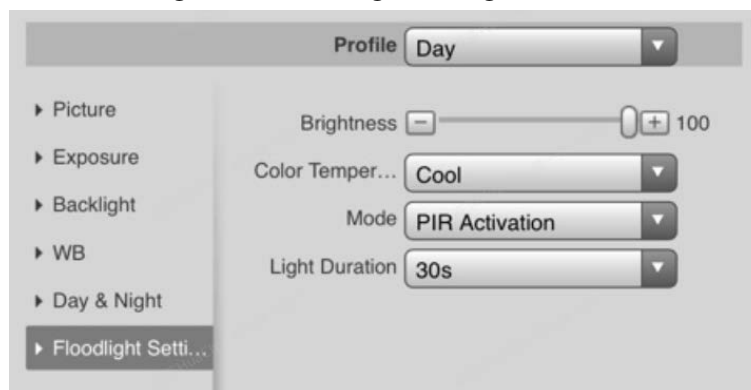 Profile Day
Picture
Exposure
Backlight
WB
Day & Night
Floodlight Setti...
Brightness 100
Color Temper... Cool
Mode PIR Activation
Light Duration 30s